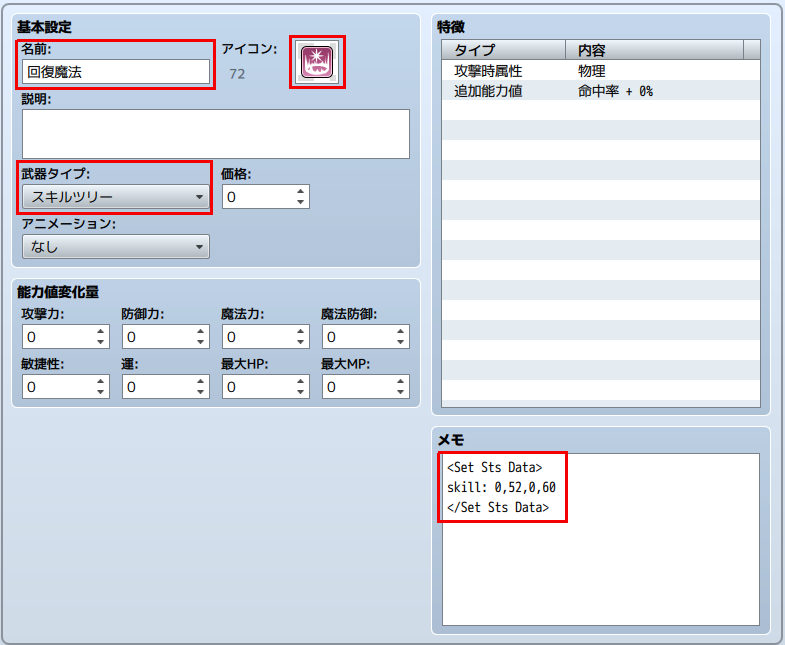 基本設定
名前:
アイコン:
回復魔法
72
説明:
武器タイプ:
価格:
スキルツリー
0
アニメーション:
なし
能力値変化量
攻撃力:
防御力:
魔法力:
魔法防御:
0
0
0
0
敏捷性:
運:
最大HP:
最大MP:
0
0
0
0
特徴
タイプ
内容
攻撃時属性
物理
追加能力値
命中率 + 0%
メモ
<Set Sts Data>
skill: 0,52,0,60
</Set Sts Data>